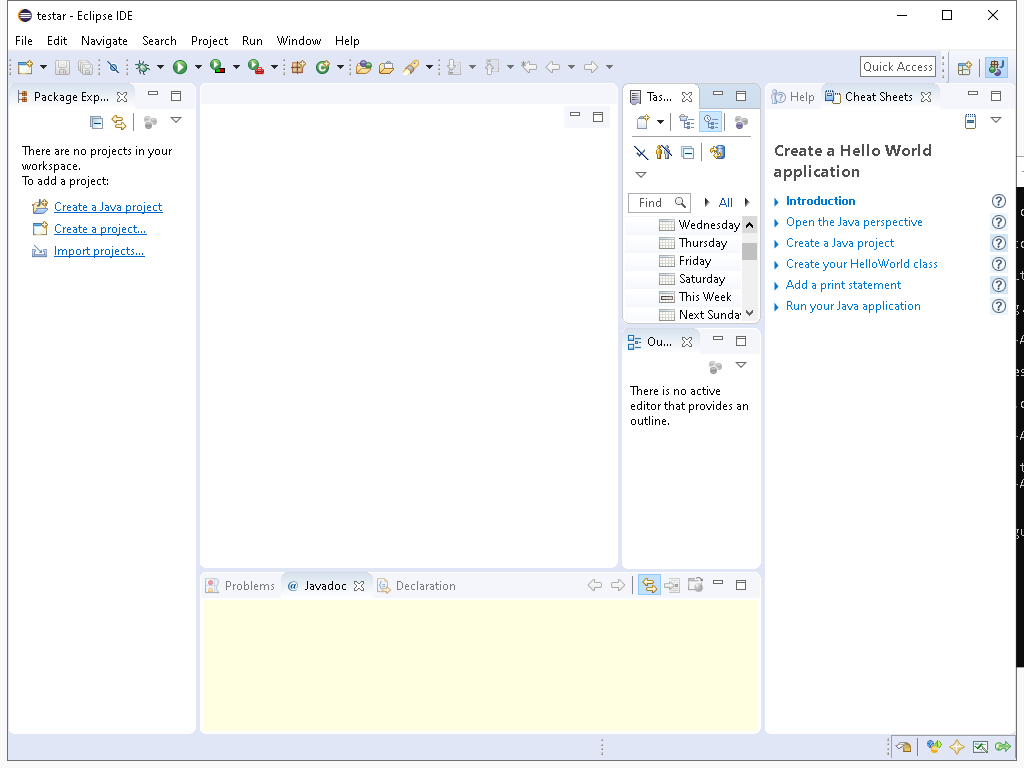 testar - Eclipse IDE
File Edit Navigate Search Project Run Window Help
Quick Access
Package Exp...
There are no projects in your
workspace.
To add a project:
Create a Java project
Create a project...
Import projects...
Tas...
Find
All
Wednesday
Thursday
Friday
Saturday
This Week
Next Sunda
Ou...
There is no active
editor that provides an
outline.
Help Cheat Sheets
Create a Hello World
application
Introduction
Open the Java perspective
Create a Java project
Create your HelloWorld class
Add a print statement
Run your Java application
Problems @ Javadoc Declaration